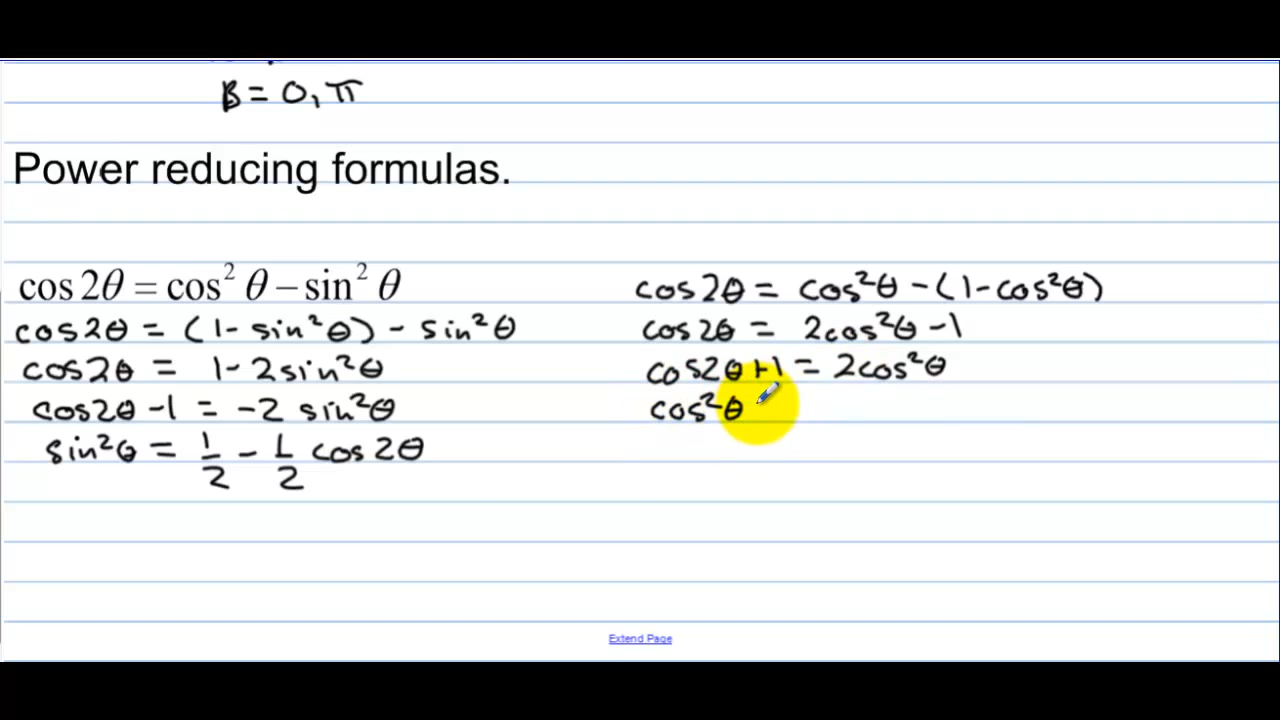 β = 0, π
Power reducing formulas.
cos 2θ = cos² θ − sin² θ
cos2θ = (1 - sin²θ) - sin²θ
cos2θ = 1 - 2sin²θ
cos2θ - 1 = -2 sin²θ
sin²θ = 1/2 - 1/2 cos 2θ
cos2θ = cos²θ - (1 - cos²θ)
cos2θ = 2cos²θ - 1
cos2θ + 1 = 2cos²θ
cos²θ
Extend Page